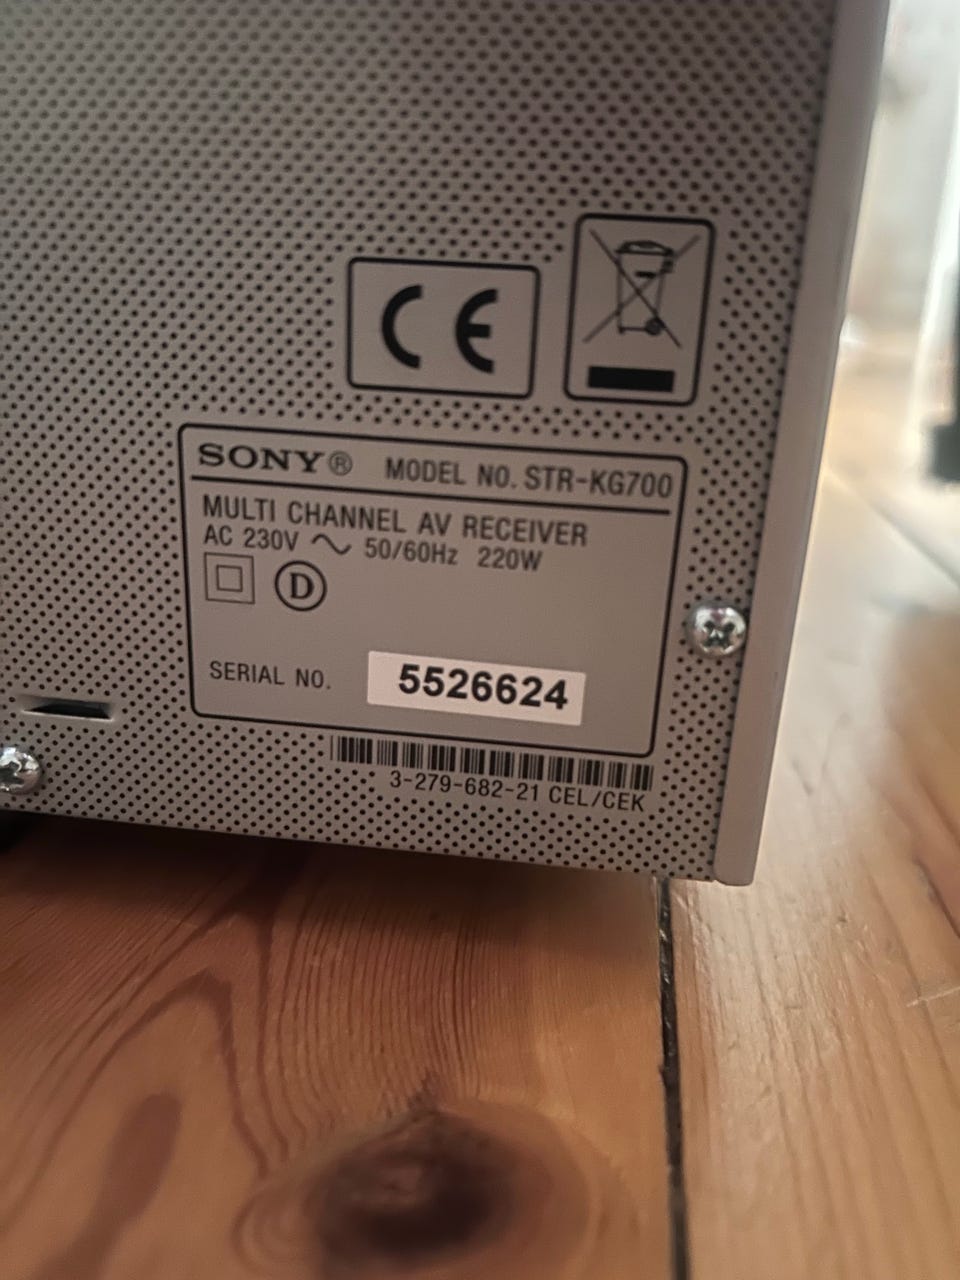 CE
SONY® MODEL NO. STR-KG700
MULTI CHANNEL AV RECEIVER
AC 230V ~ 50/60Hz 220W
D
SERIAL NO. 5526624
3-279-682-21 CEL/CEK